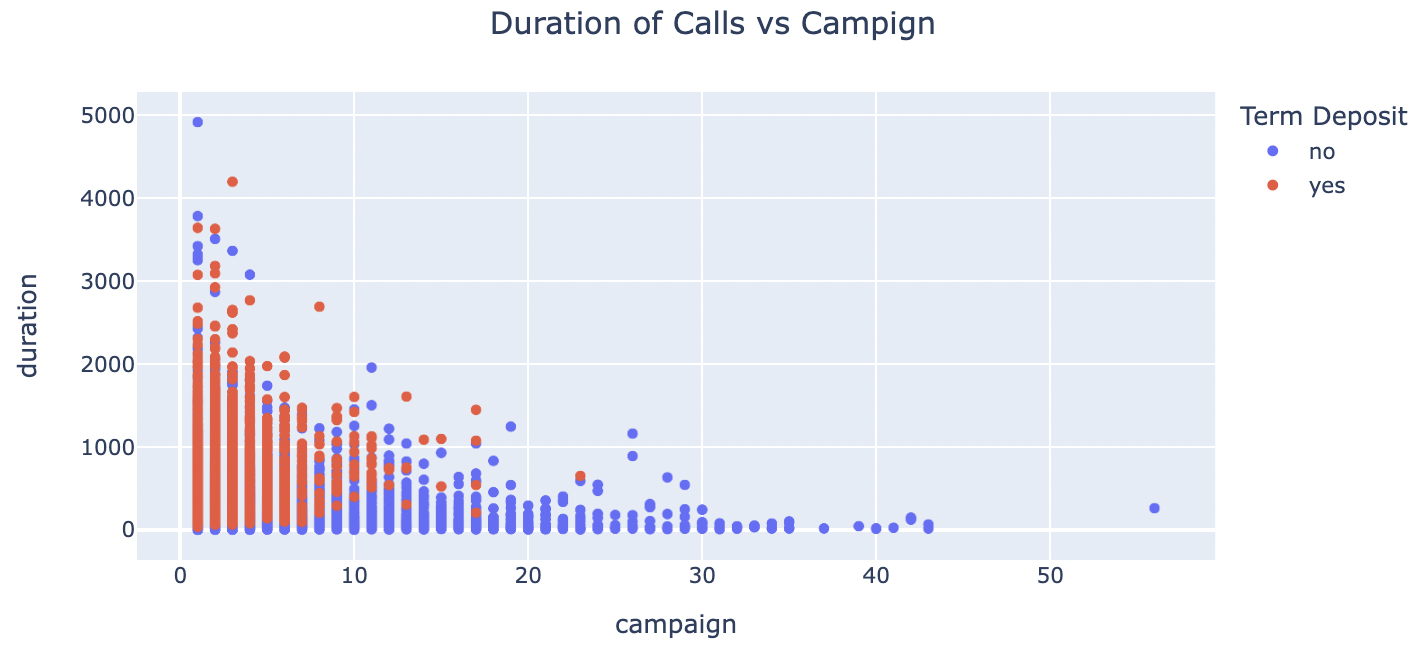 Duration of Calls vs Campign
Term Deposit
no
yes
duration
5000
4000
3000
2000
1000
0
0 10 20 30 40 50
campaign